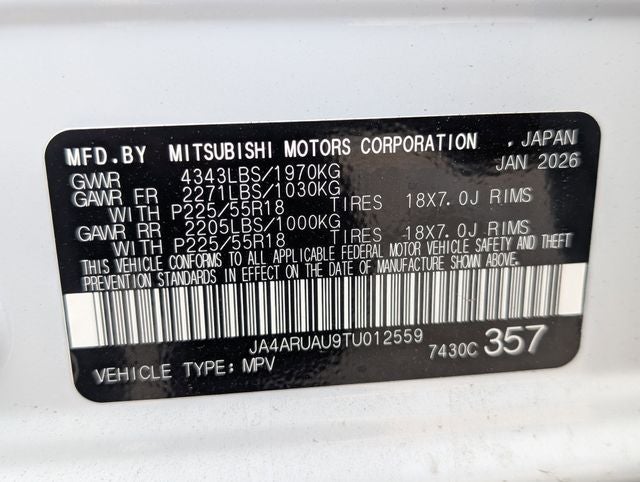 MFD.BY MITSUBISHI MOTORS CORPORATION . JAPAN
JAN 2026
GWWR 4343LBS/1970KG
GAWR FR 2271LBS/1030KG
WITH P225/55R18 TIRES 18X7.0J RIMS
GAWR RR 2205LBS/1000KG
WITH P225/55R18 TIRES 18X7.0J RIMS
THIS VEHICLE CONFORMS TO ALL APPLICABLE FEDERAL MOTOR VEHICLE SAFETY AND THEFT
PREVENTION STANDARDS IN EFFECT ON THE DATE OF MANUFACTURE SHOWN ABOVE.
JA4ARUAU9TU012559
7430C 357
VEHICLE TYPE:MPV